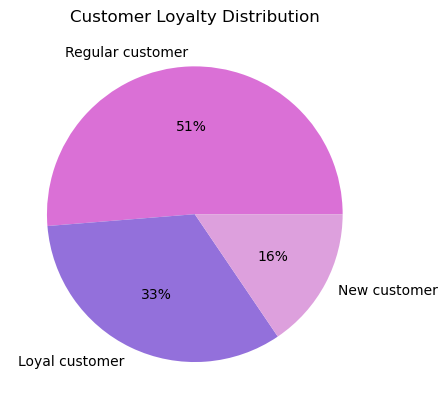 Customer Loyalty Distribution
Regular customer
51%
16%
33%
New customer
Loyal customer